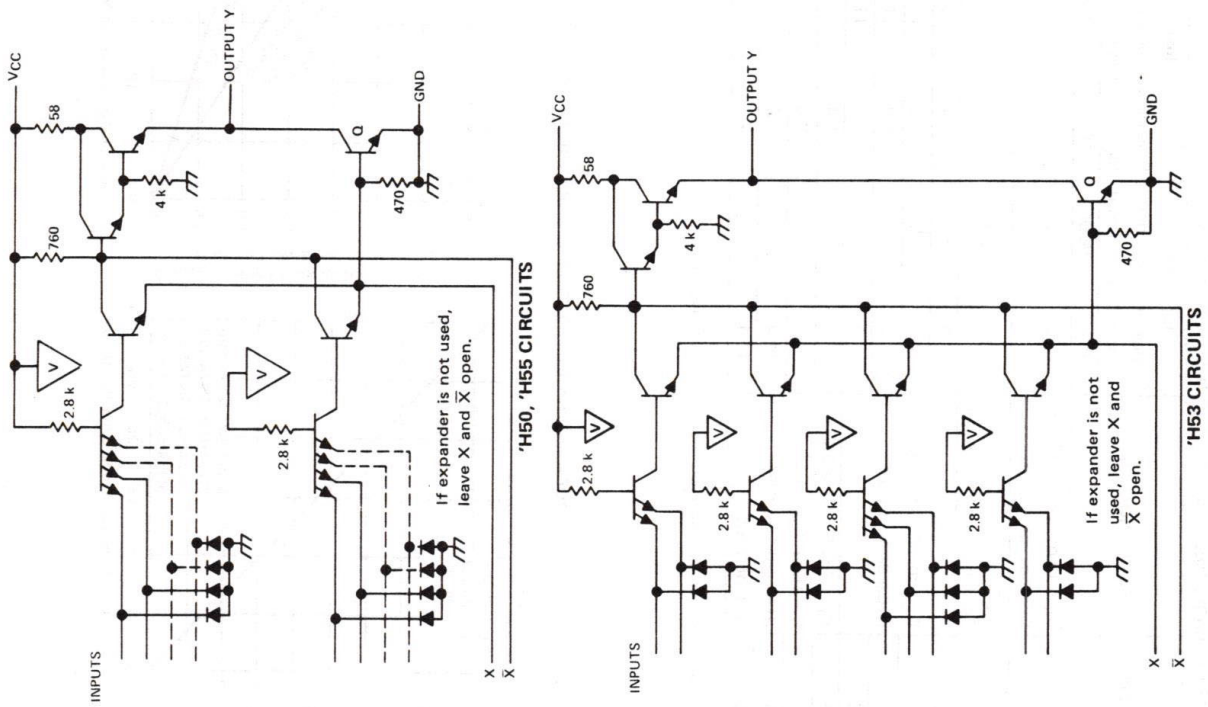 VCC
58
760
V
2.8 k
4 k
OUTPUT Y
V
2.8 k
Q
470
GND
INPUTS
If expander is not used,
leave X and X̅ open.
X
X̅
'H50, 'H55 CIRCUITS
VCC
58
760
V
2.8 k
4 k
OUTPUT Y
V
2.8 k
V
2.8 k
V
2.8 k
Q
470
GND
INPUTS
If expander is not
used, leave X and
X̅ open.
X
X̅
'H53 CIRCUITS